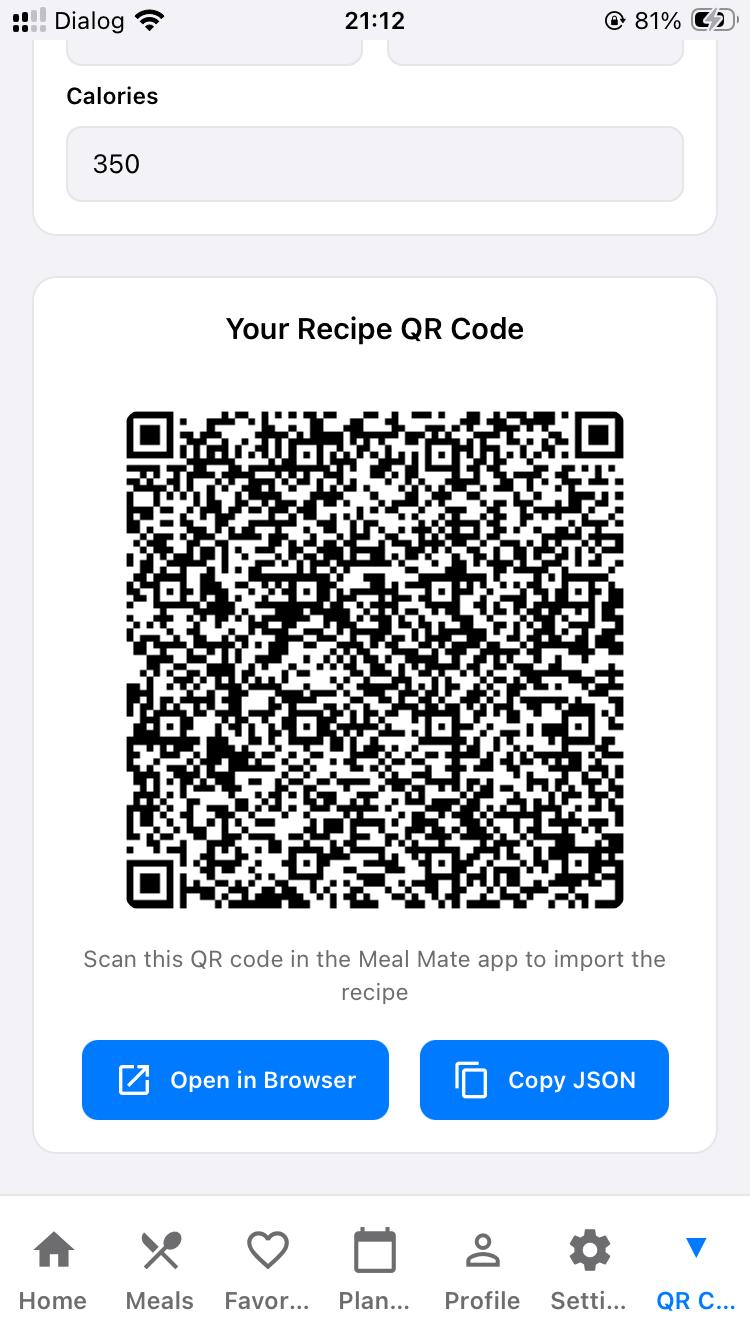 Dialog 21:12 81%
Calories
350
Your Recipe QR Code
Scan this QR code in the Meal Mate app to import the
recipe
Open in Browser Copy JSON
Home Meals Favor... Plan... Profile Setti... QR C...